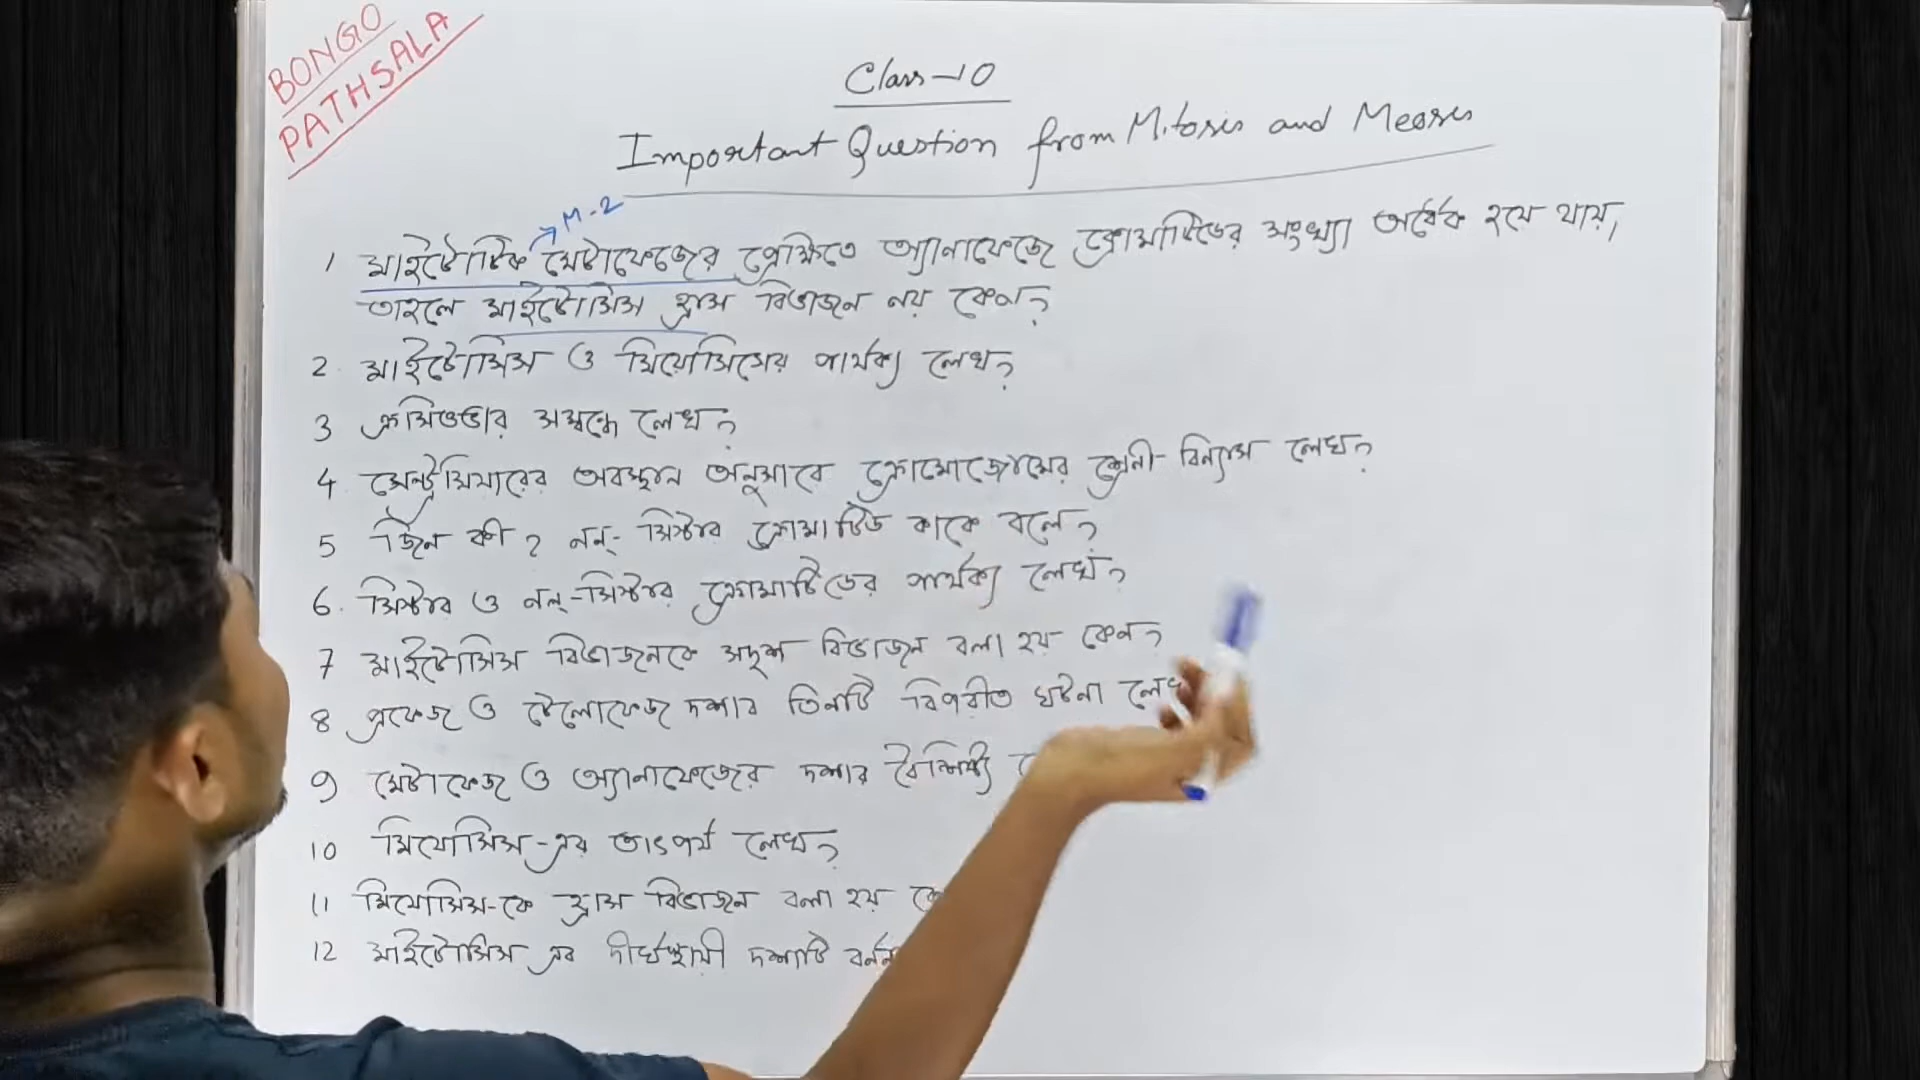 BONGO
PATHSALA
Class-10
Important Question from Mitosis and Meosis
→ M-2
1 মাইটোটিক মেটাফেজের প্রেক্ষিতে অ্যানাফেজে ক্রোমাটিডের সংখ্যা অর্ধেক হয়ে যায়,
তাহলে মাইটোসিস হ্রাস বিভাজন নয় কেন?
2. মাইটোসিস ও মিয়োসিসের পার্থক্য লেখ?
3 ক্রসিংওভার সম্বন্ধে লেখ?
4 সেন্ট্রোমিয়ারের অবস্থান অনুসারে ক্রোমোজোমের শ্রেনী-বিন্যাস লেখ?
5 জিন কী? নন্-সিস্টার ক্রোমাটিড কাকে বলে?
6. সিস্টার ও নন্-সিস্টার ক্রোমাটিডের পার্থক্য লেখ?
7 মাইটোসিস বিভাজনকে সদৃশ বিভাজন বলা হয় কেন?
8 প্রফেজ ও টেলোফেজ দশার তিনটি বিপরীত ঘটনা লেখ
9 মেটাফেজ ও অ্যানাফেজের দশার বৈশিষ্ট্য
10 মিয়োসিস-এর তাৎপর্য লেখ?
11 মিয়োসিস-কে হ্রাস বিভাজন বলা হয়
12 মাইটোসিস এর দীর্ঘস্থায়ী দশাটি